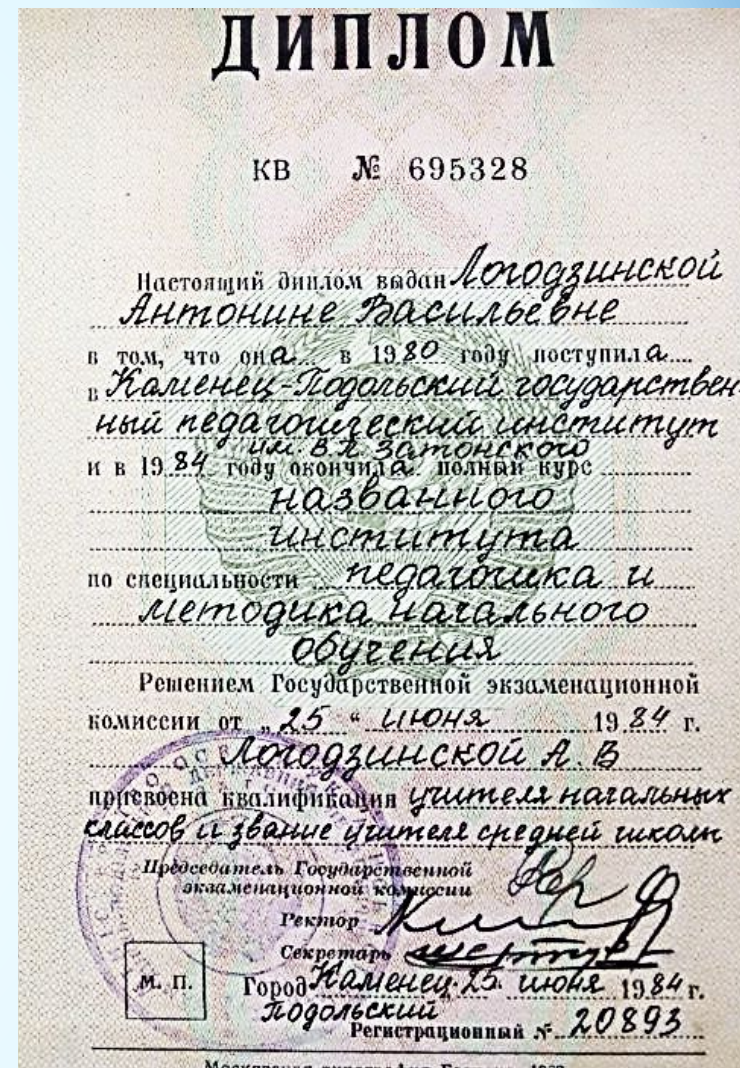 ДИПЛОМ
КВ № 695328
Настоящий диплом выдан Логодзинской
Антонине Васильевне
в том, что она в 1980 году поступила
в Каменец-Подольский государствен-
ный педагогический институт
им. В П Затонского
и в 1984 году окончила полный курс
названного
института
по специальности педагогика и
методика начального
обучения
Решением Государственной экзаменационной
комиссии от „25“ июня 1984 г.
Логодзинской А. В
присвоена квалификация учителя начальных
классов и звание учителя средней школы
Председатель Государственной
экзаменационной комиссии
Ректор
Секретарь
М. П.
Город Каменец- 25 июня 1984 г.
Подольский
Регистрационный № 20893
Московская типография Гознака.